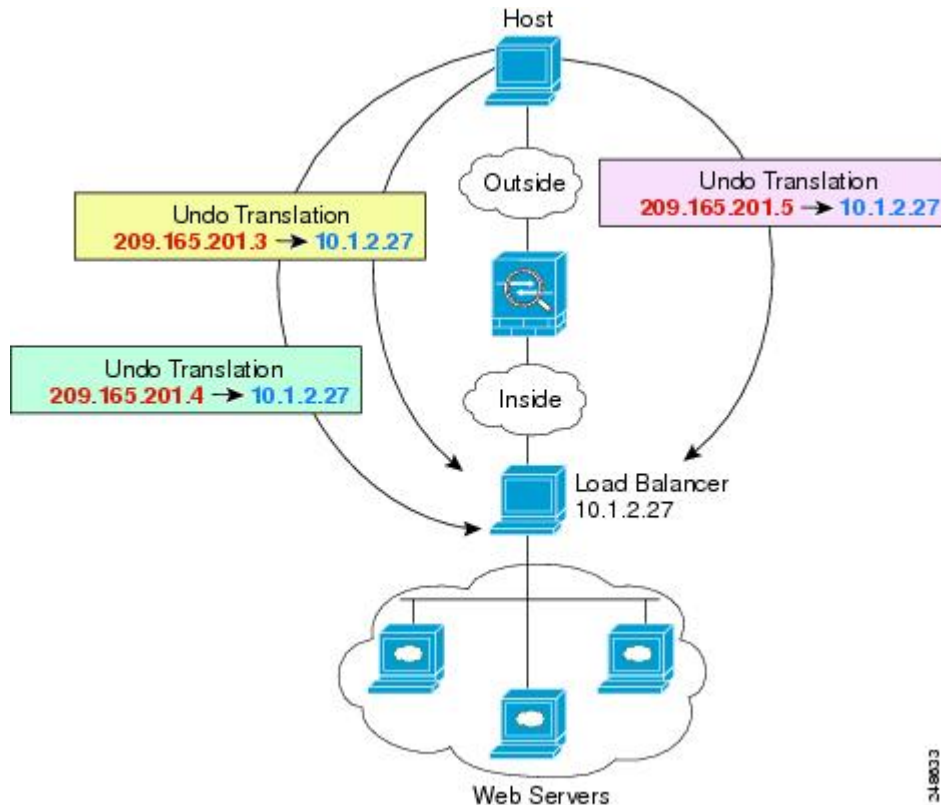 Host
Outside
Undo Translation
209.165.201.3 → 10.1.2.27
Undo Translation
209.165.201.5 → 10.1.2.27
Undo Translation
209.165.201.4 → 10.1.2.27
Inside
Load Balancer
10.1.2.27
Web Servers
248633